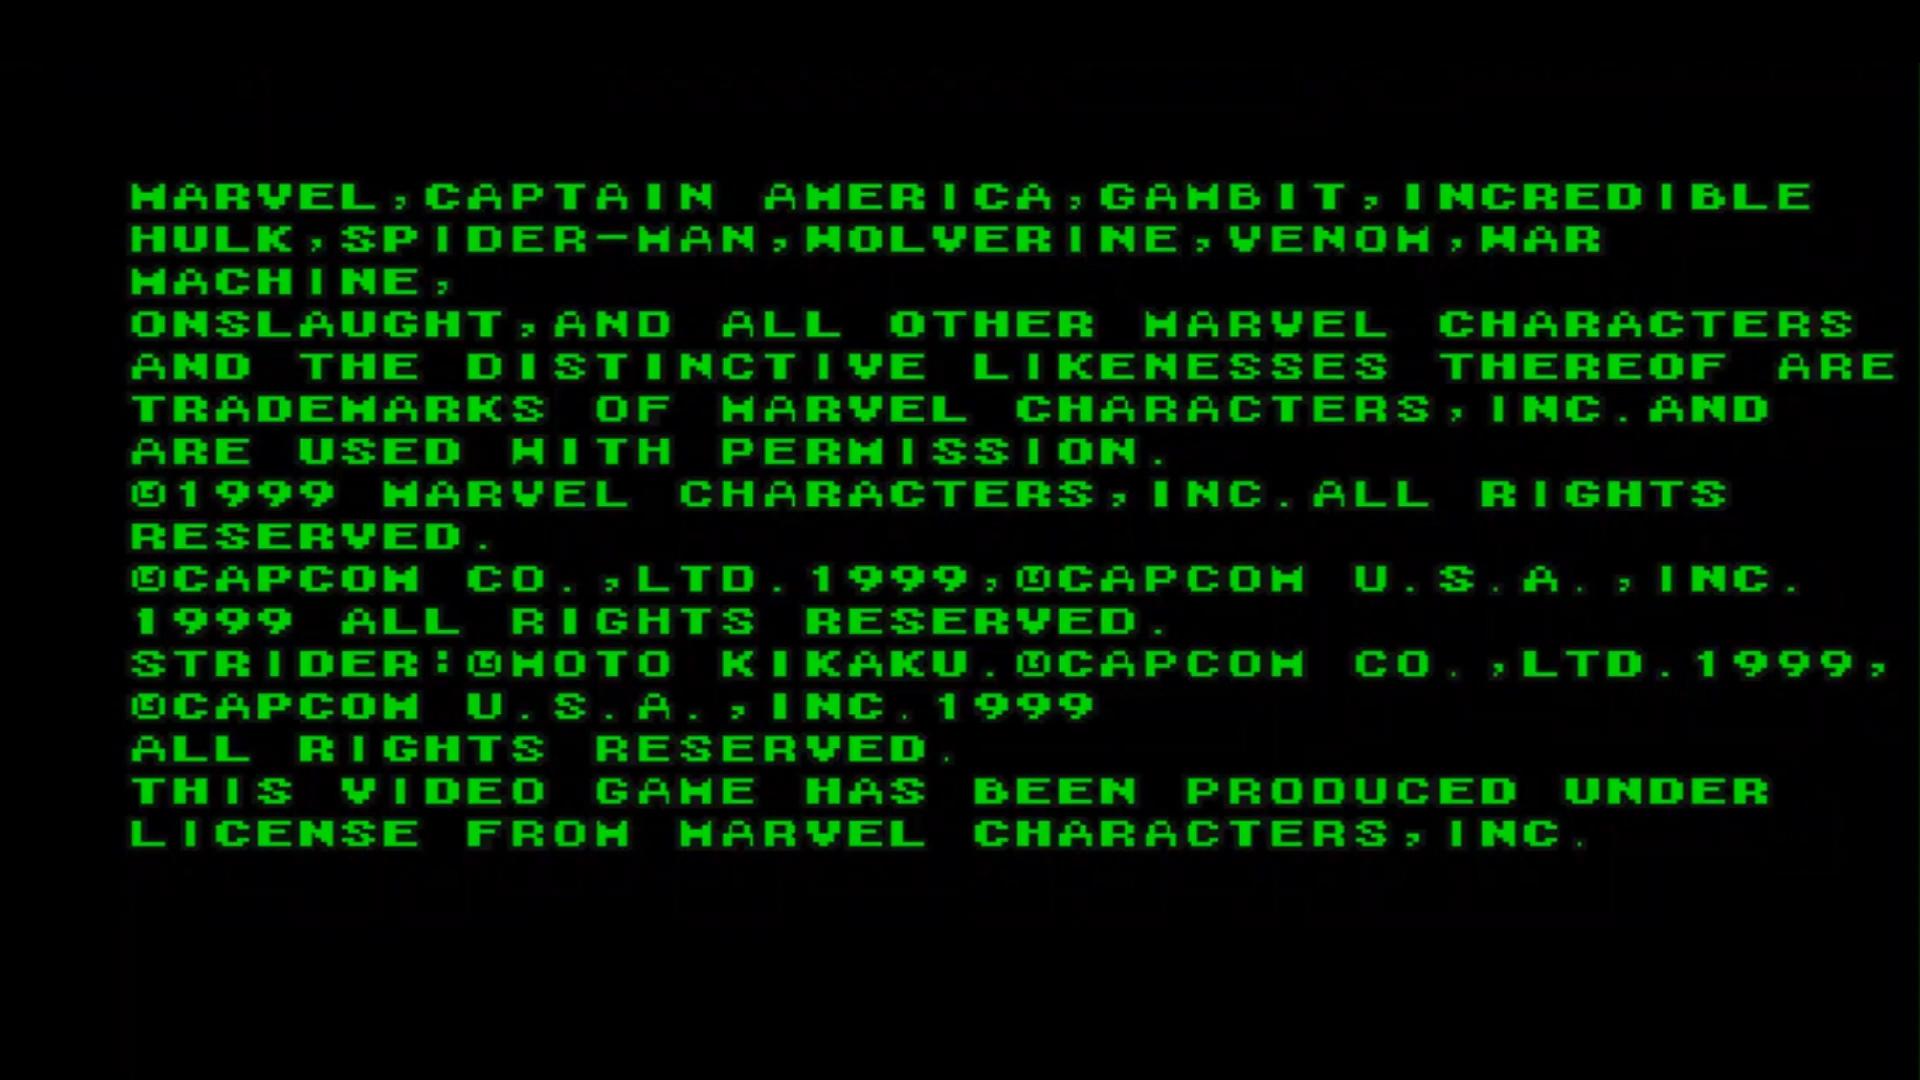 MARVEL,CAPTAIN AMERICA,GAMBIT,INCREDIBLE
HULK,SPIDER-MAN,WOLVERINE,VENOM,WAR
MACHINE,
ONSLAUGHT,AND ALL OTHER MARVEL CHARACTERS
AND THE DISTINCTIVE LIKENESSES THEREOF ARE
TRADEMARKS OF MARVEL CHARACTERS,INC.AND
ARE USED WITH PERMISSION.
©1999 MARVEL CHARACTERS,INC.ALL RIGHTS
RESERVED.
©CAPCOM CO.,LTD.1999,©CAPCOM U.S.A.,INC.
1999 ALL RIGHTS RESERVED.
STRIDER:©MOTO KIKAKU.©CAPCOM CO.,LTD.1999,
©CAPCOM U.S.A.,INC.1999
ALL RIGHTS RESERVED.
THIS VIDEO GAME HAS BEEN PRODUCED UNDER
LICENSE FROM MARVEL CHARACTERS,INC.